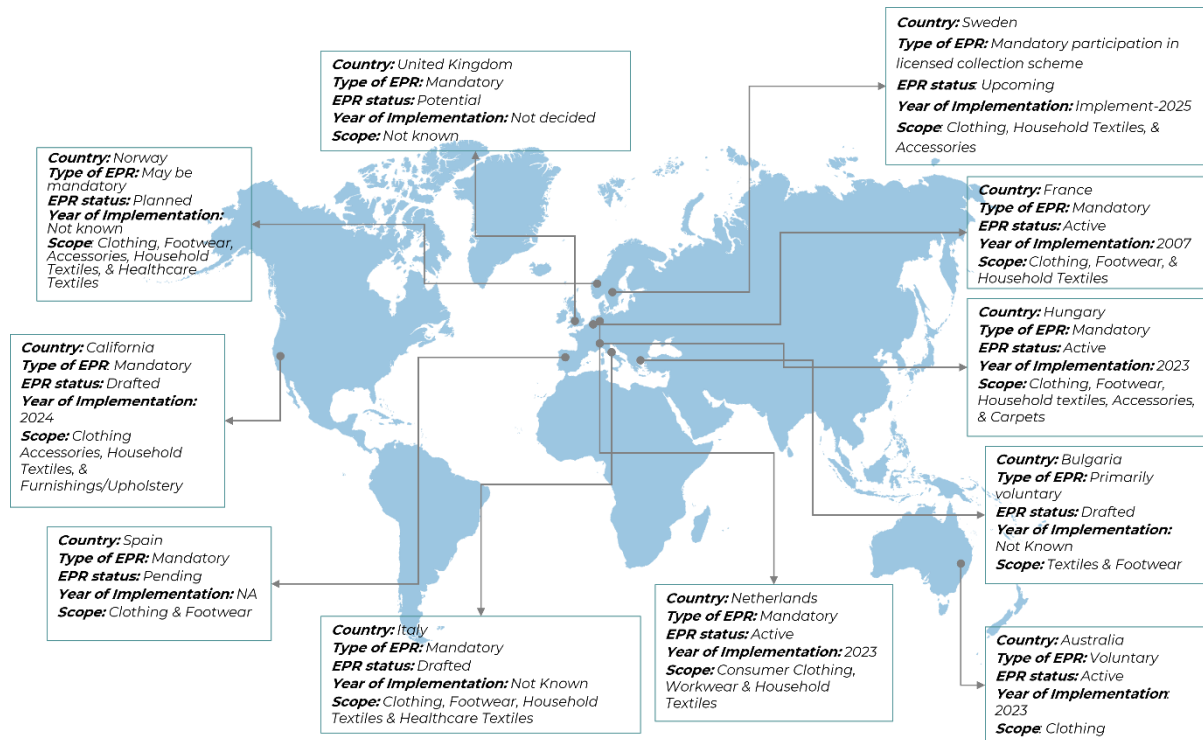 Country: Sweden
Type of EPR: Mandatory participation in
licensed collection scheme
EPR status: Upcoming
Year of Implementation: Implement-2025
Scope: Clothing, Household Textiles, &
Accessories
Country: United Kingdom
Type of EPR: Mandatory
EPR status: Potential
Year of Implementation: Not decided
Scope: Not known
Country: Norway
Type of EPR: May be
mandatory
EPR status: Planned
Year of Implementation:
Not known
Scope: Clothing, Footwear,
Accessories, Household
Textiles, & Healthcare
Textiles
Country: France
Type of EPR: Mandatory
EPR status: Active
Year of Implementation: 2007
Scope: Clothing, Footwear, &
Household Textiles
Country: Hungary
Type of EPR: Mandatory
EPR status: Active
Year of Implementation: 2023
Scope: Clothing, Footwear,
Household textiles, Accessories,
& Carpets
Country: California
Type of EPR: Mandatory
EPR status: Drafted
Year of Implementation:
2024
Scope: Clothing
Accessories, Household
Textiles, &
Furnishings/Upholstery
Country: Bulgaria
Type of EPR: Primarily
voluntary
EPR status: Drafted
Year of Implementation:
Not Known
Scope: Textiles & Footwear
Country: Spain
Type of EPR: Mandatory
EPR status: Pending
Year of Implementation: NA
Scope: Clothing & Footwear
Country: Italy
Type of EPR: Mandatory
EPR status: Drafted
Year of Implementation: Not Known
Scope: Clothing, Footwear, Household
Textiles & Healthcare Textiles
Country: Netherlands
Type of EPR: Mandatory
EPR status: Active
Year of Implementation: 2023
Scope: Consumer Clothing,
Workwear & Household
Textiles
Country: Australia
Type of EPR: Voluntary
EPR status: Active
Year of Implementation:
2023
Scope: Clothing